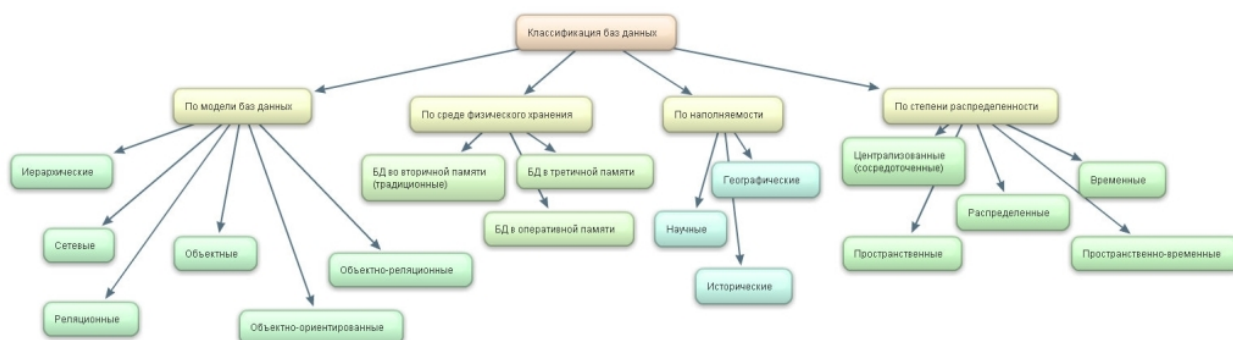 Классификация баз данных
По модели баз данных
По среде физического хранения
По наполняемости
По степени распределенности
Иерархические
Сетевые
Реляционные
Объектные
Объектно-ориентированные
Объектно-реляционные
БД во вторичной памяти
(традиционные)
БД в третичной памяти
БД в оперативной памяти
Географические
Научные
Исторические
Централизованные
(сосредоточенные)
Пространственные
Распределенные
Временные
Пространственно-временные